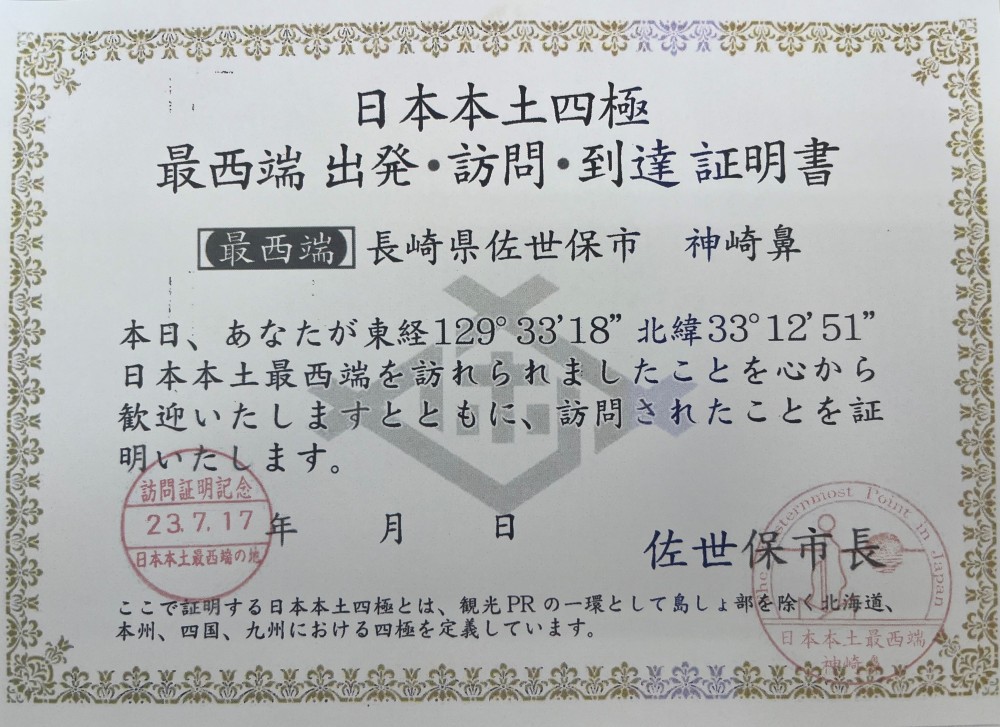 日本本土四極
最西端 出発・訪問・到達 証明書
最西端 長崎県佐世保市 神崎鼻
本日、あなたが東経129°33’18” 北緯33°12’51”
日本本土最西端を訪れられましたことを心から
歓迎いたしますとともに、訪問されたことを証
明いたします。
訪問証明記念
23.7.17
日本本土最西端の地
年 月 日
佐世保市長
The Westernmost Point in Japan
日本本土最西端
神崎鼻
ここで証明する日本本土四極とは、観光PRの一環として島しょ部を除く北海道、
本州、四国、九州における四極を定義しています。